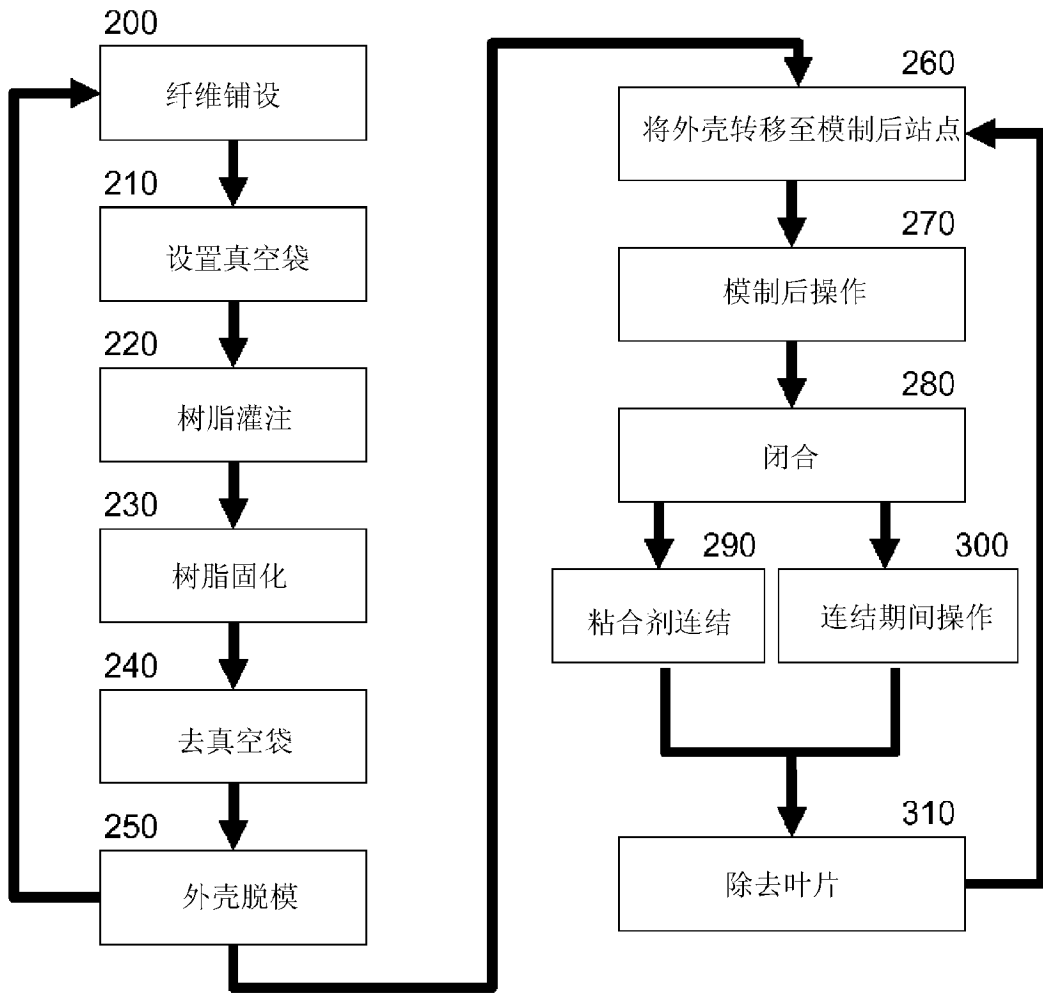 200
纤维铺设
210
设置真空袋
220
树脂灌注
230
树脂固化
240
去真空袋
250
外壳脱模
260
将外壳转移至模制后站点
270
模制后操作
280
闭合
290
粘合剂连结
300
连结期间操作
310
除去叶片